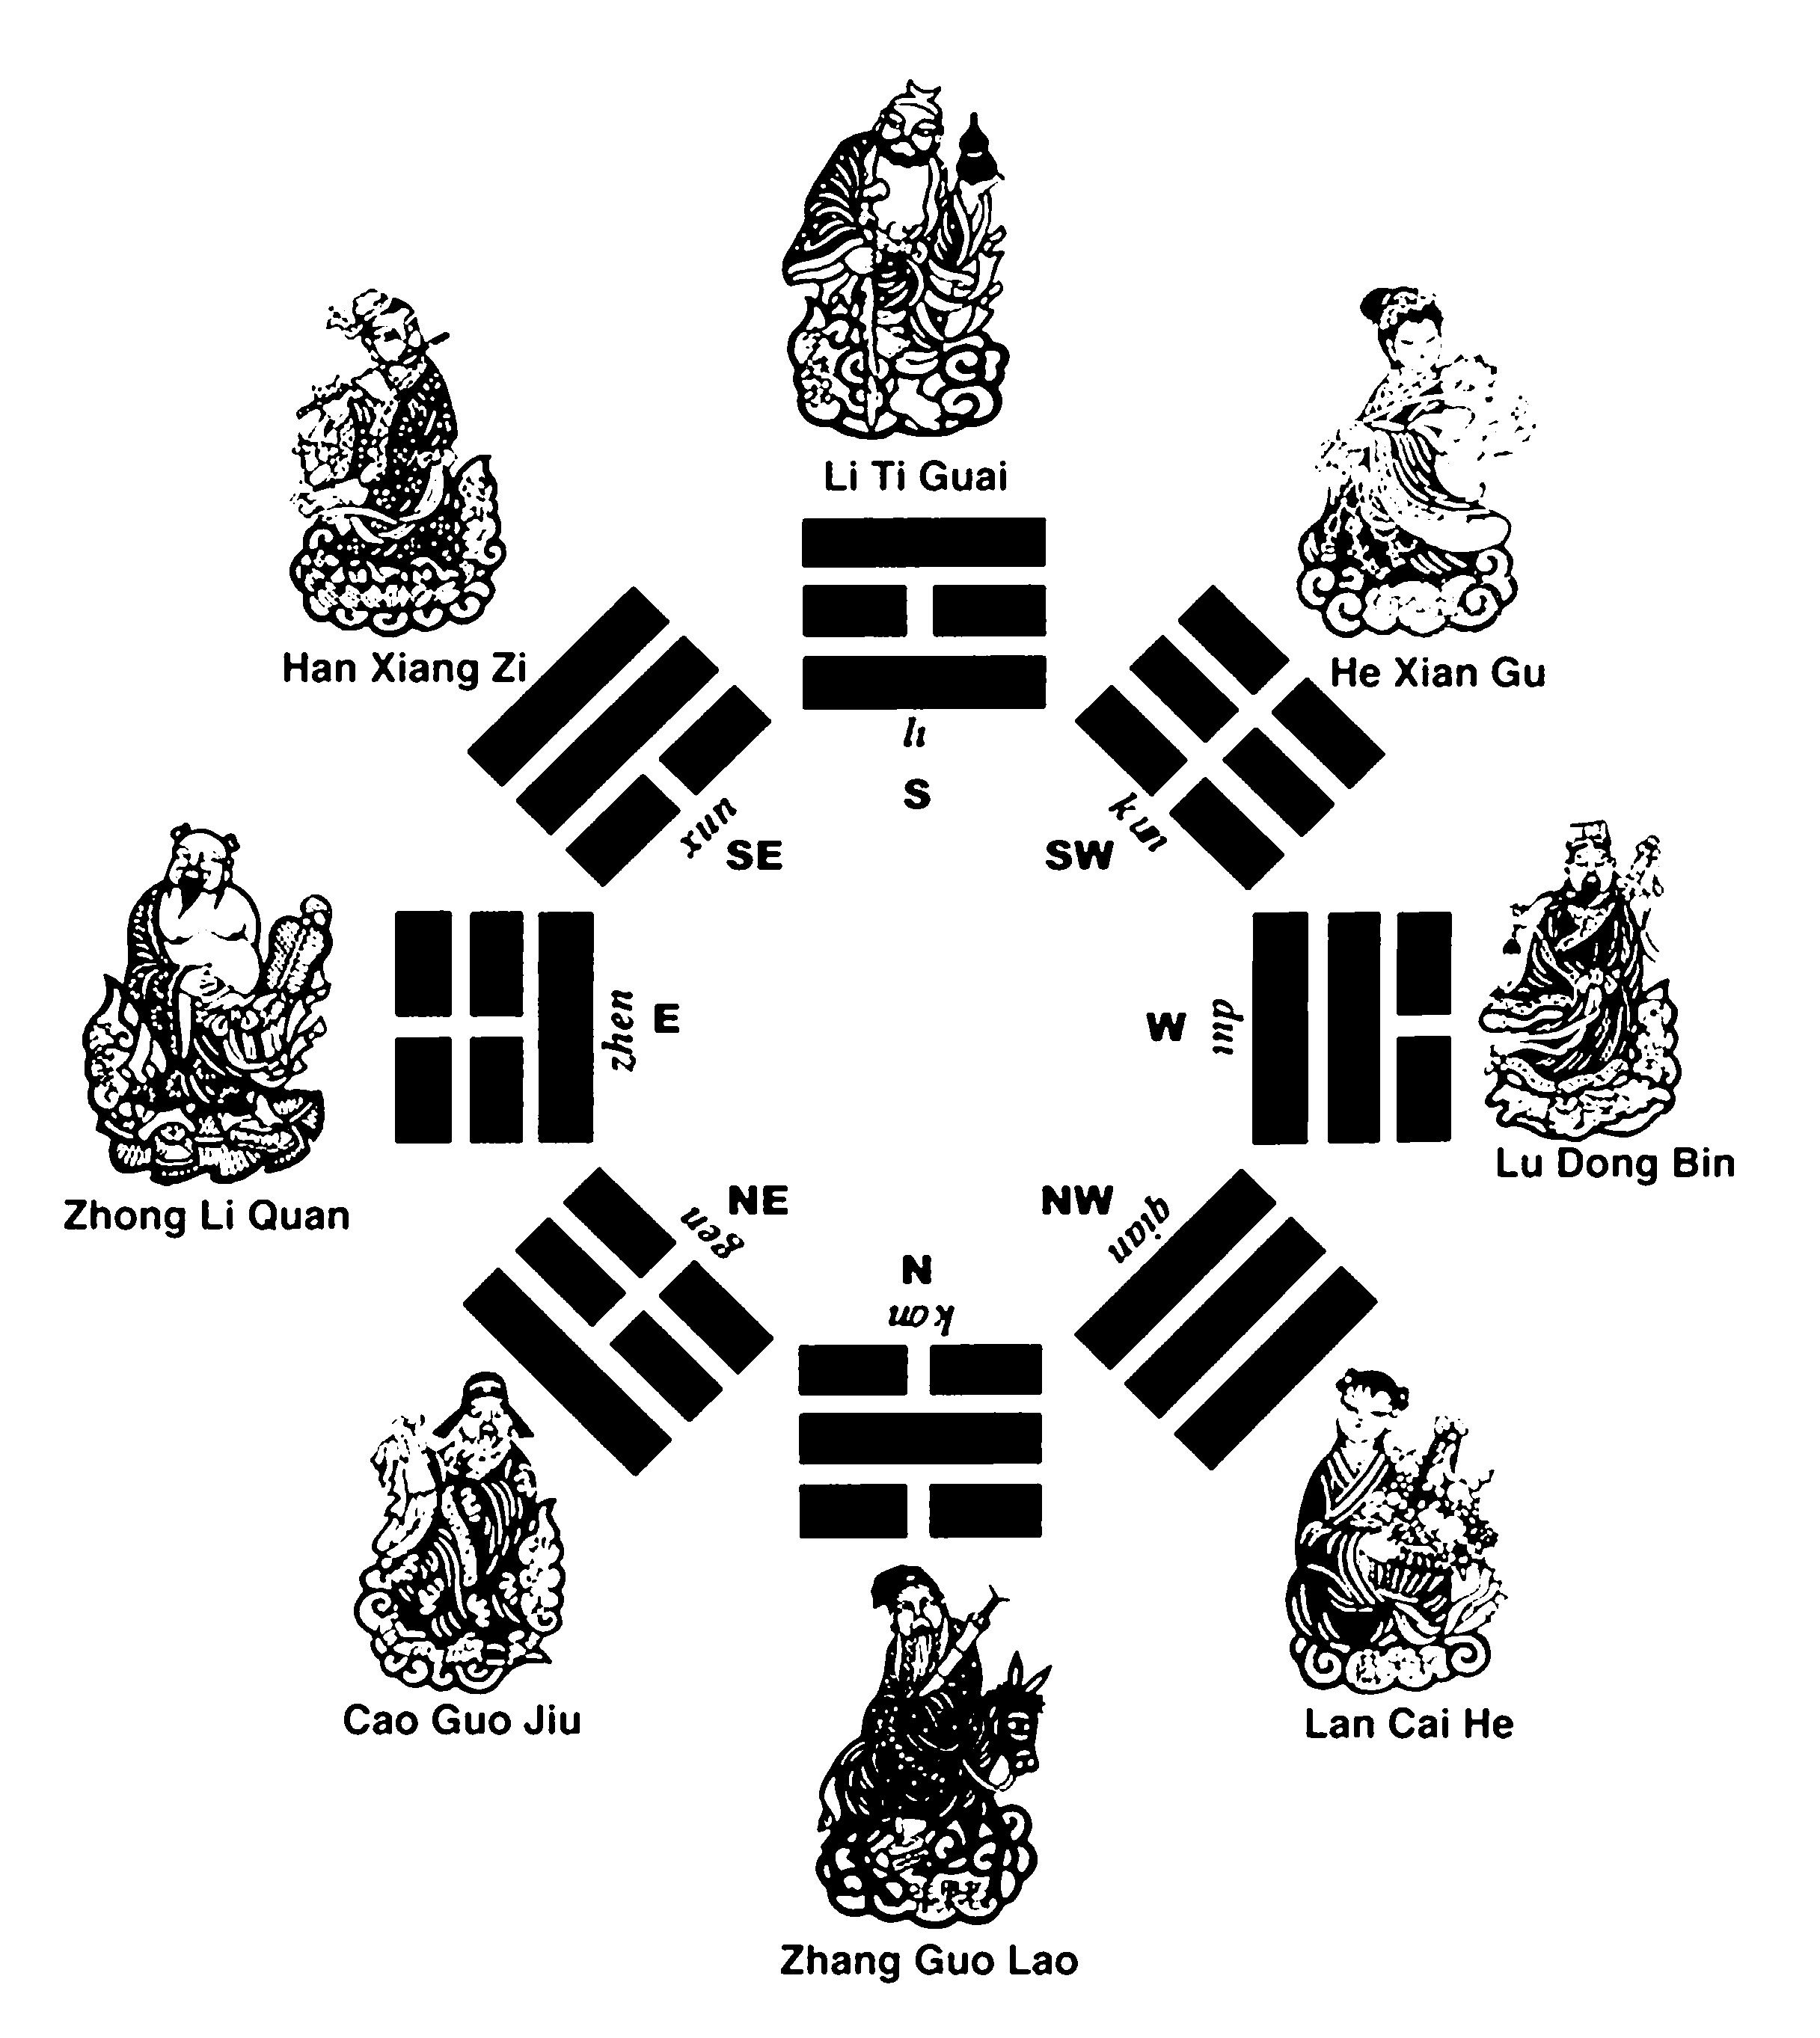 Li Ti Guai
Han Xiang Zi
He Xian Gu
li
S
xun
SE
SW
kun
zhen
E
W
dui
Lu Dong Bin
Zhong Li Quan
NE
gen
NW
qian
N
kan
Cao Guo Jiu
Lan Cai He
Zhang Guo Lao